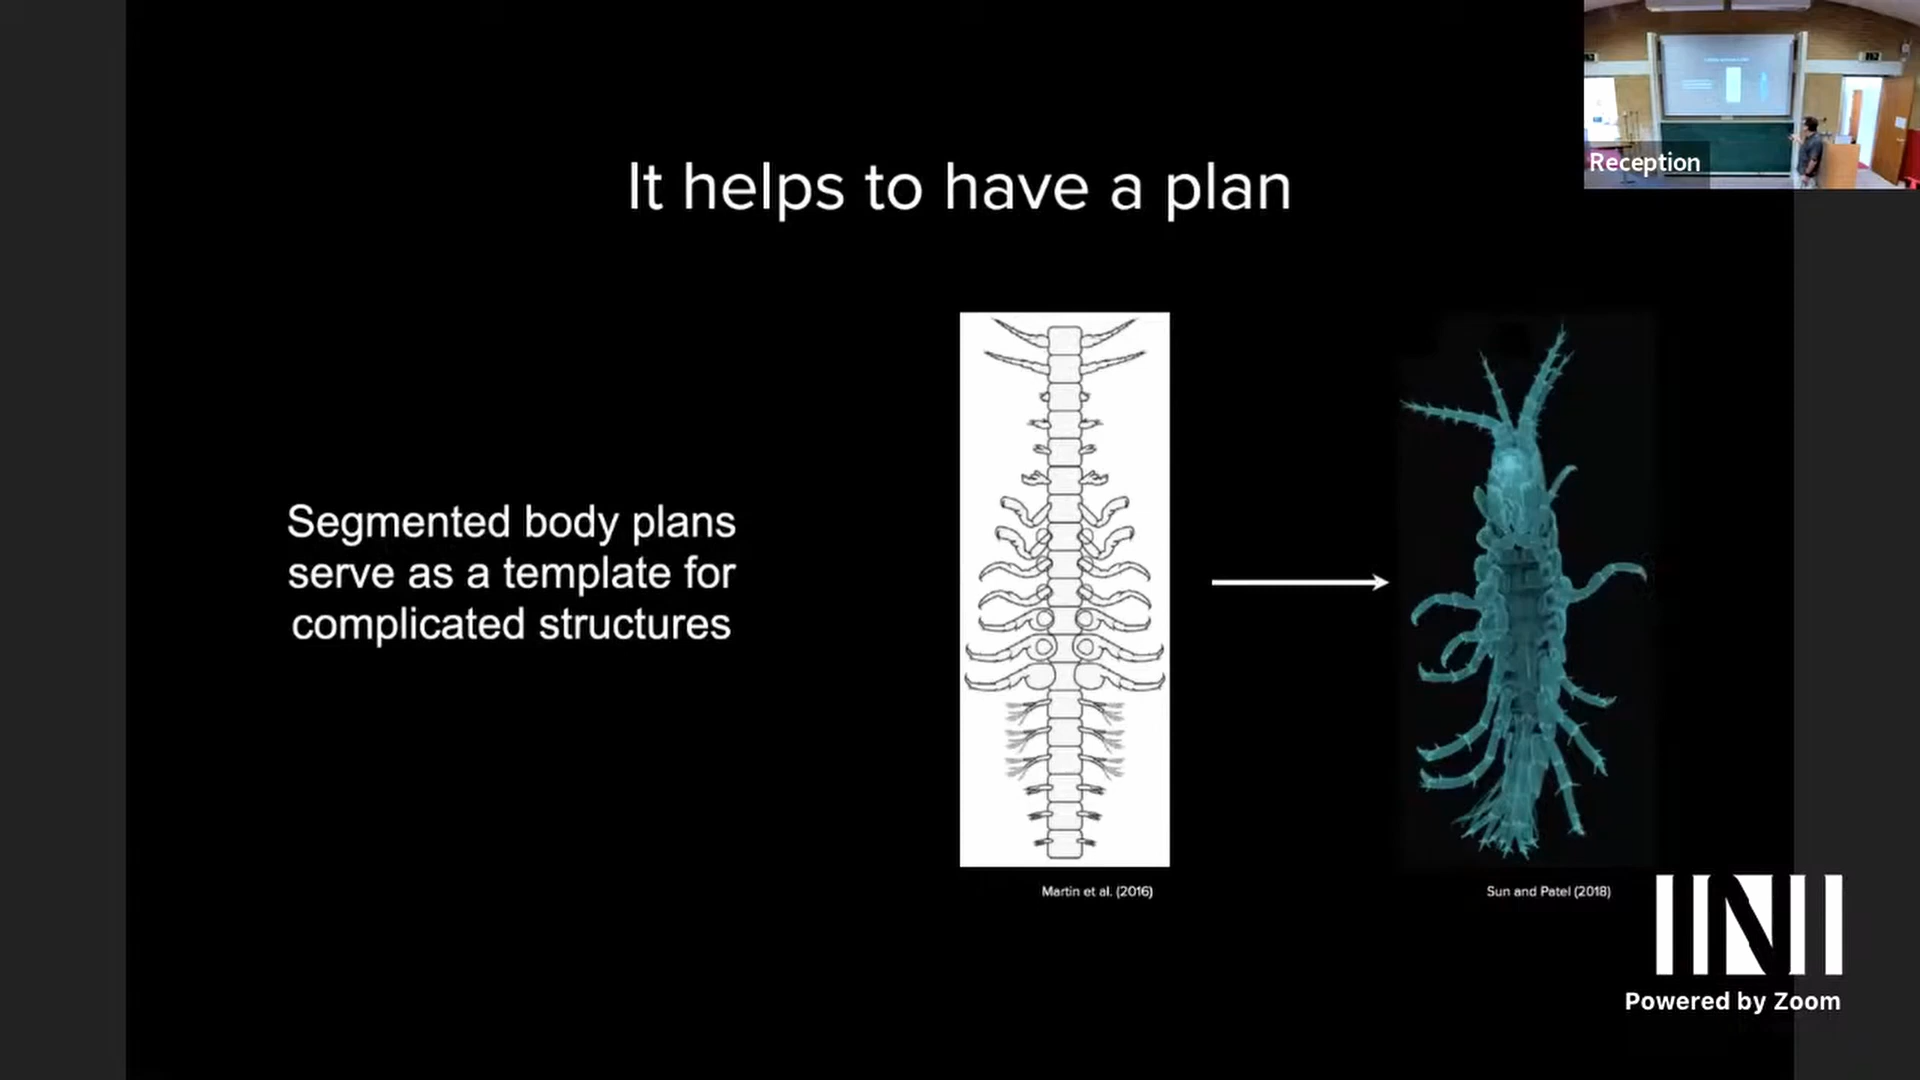 It helps to have a plan
Reception
Segmented body plans
serve as a template for
complicated structures
Martin et al. (2016)
Sun and Patel (2018)
INI
Powered by Zoom